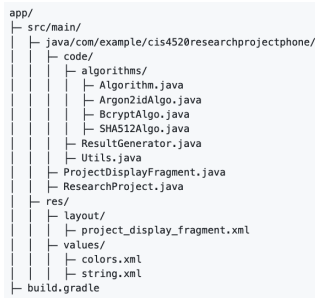 app/
├─ src/main/
│  ├─ java/com/example/cis4520researchprojectphone/
│  │  ├─ code/
│  │  │  ├─ algorithms/
│  │  │  │  ├─ Algorithm.java
│  │  │  │  ├─ Argon2idAlgo.java
│  │  │  │  ├─ BcryptAlgo.java
│  │  │  │  ├─ SHA512Algo.java
│  │  │  ├─ ResultGenerator.java
│  │  │  ├─ Utils.java
│  │  ├─ ProjectDisplayFragment.java
│  │  ├─ ResearchProject.java
│  ├─ res/
│  │  ├─ layout/
│  │  │  ├─ project_display_fragment.xml
│  │  ├─ values/
│  │  │  ├─ colors.xml
│  │  │  ├─ string.xml
├─ build.gradle